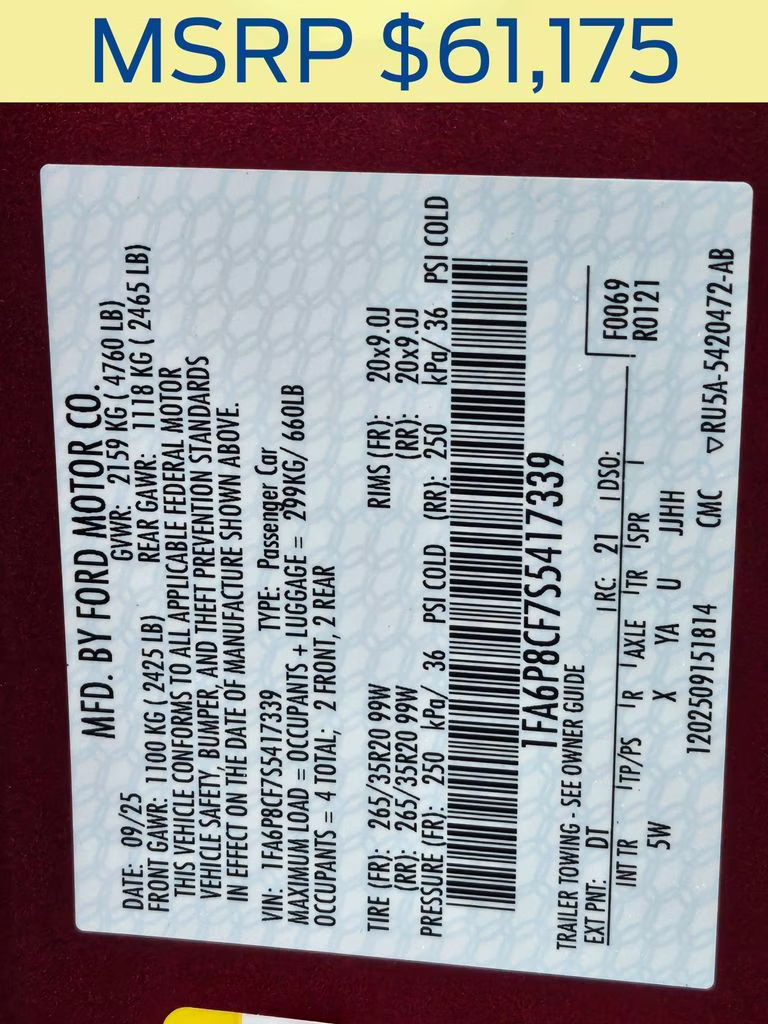 MSRP $61,175
MFD. BY FORD MOTOR CO.
DATE: 09/25 GVWR: 2159 KG ( 4760 LB)
FRONT GAWR: 1100 KG ( 2425 LB) REAR GAWR: 1118 KG ( 2465 LB)
THIS VEHICLE CONFORMS TO ALL APPLICABLE FEDERAL MOTOR
VEHICLE SAFETY, BUMPER, AND THEFT PREVENTION STANDARDS
IN EFFECT ON THE DATE OF MANUFACTURE SHOWN ABOVE.
VIN: 1FA6P8CF7S5417339 TYPE: Passenger Car
MAXIMUM LOAD = OCCUPANTS + LUGGAGE = 299KG/ 660LB
OCCUPANTS = 4 TOTAL; 2 FRONT, 2 REAR
TIRE (FR): 265/35R20 99W RIMS (FR): 20x9.0J
(RR): 265/35R20 99W (RR): 20x9.0J
PRESSURE (FR): 250 kPa/ 36 PSI COLD (RR): 250 kPa/ 36 PSI COLD
1FA6P8CF7S5417339
TRAILER TOWING - SEE OWNER GUIDE
EXT PNT: DT RC: 21 DSO: F0069
INT TR TP/PS R AXLE TR SPR R0121
5W X YA U JJHH
1202509151814 CMC ▽RU5A-5420472-AB